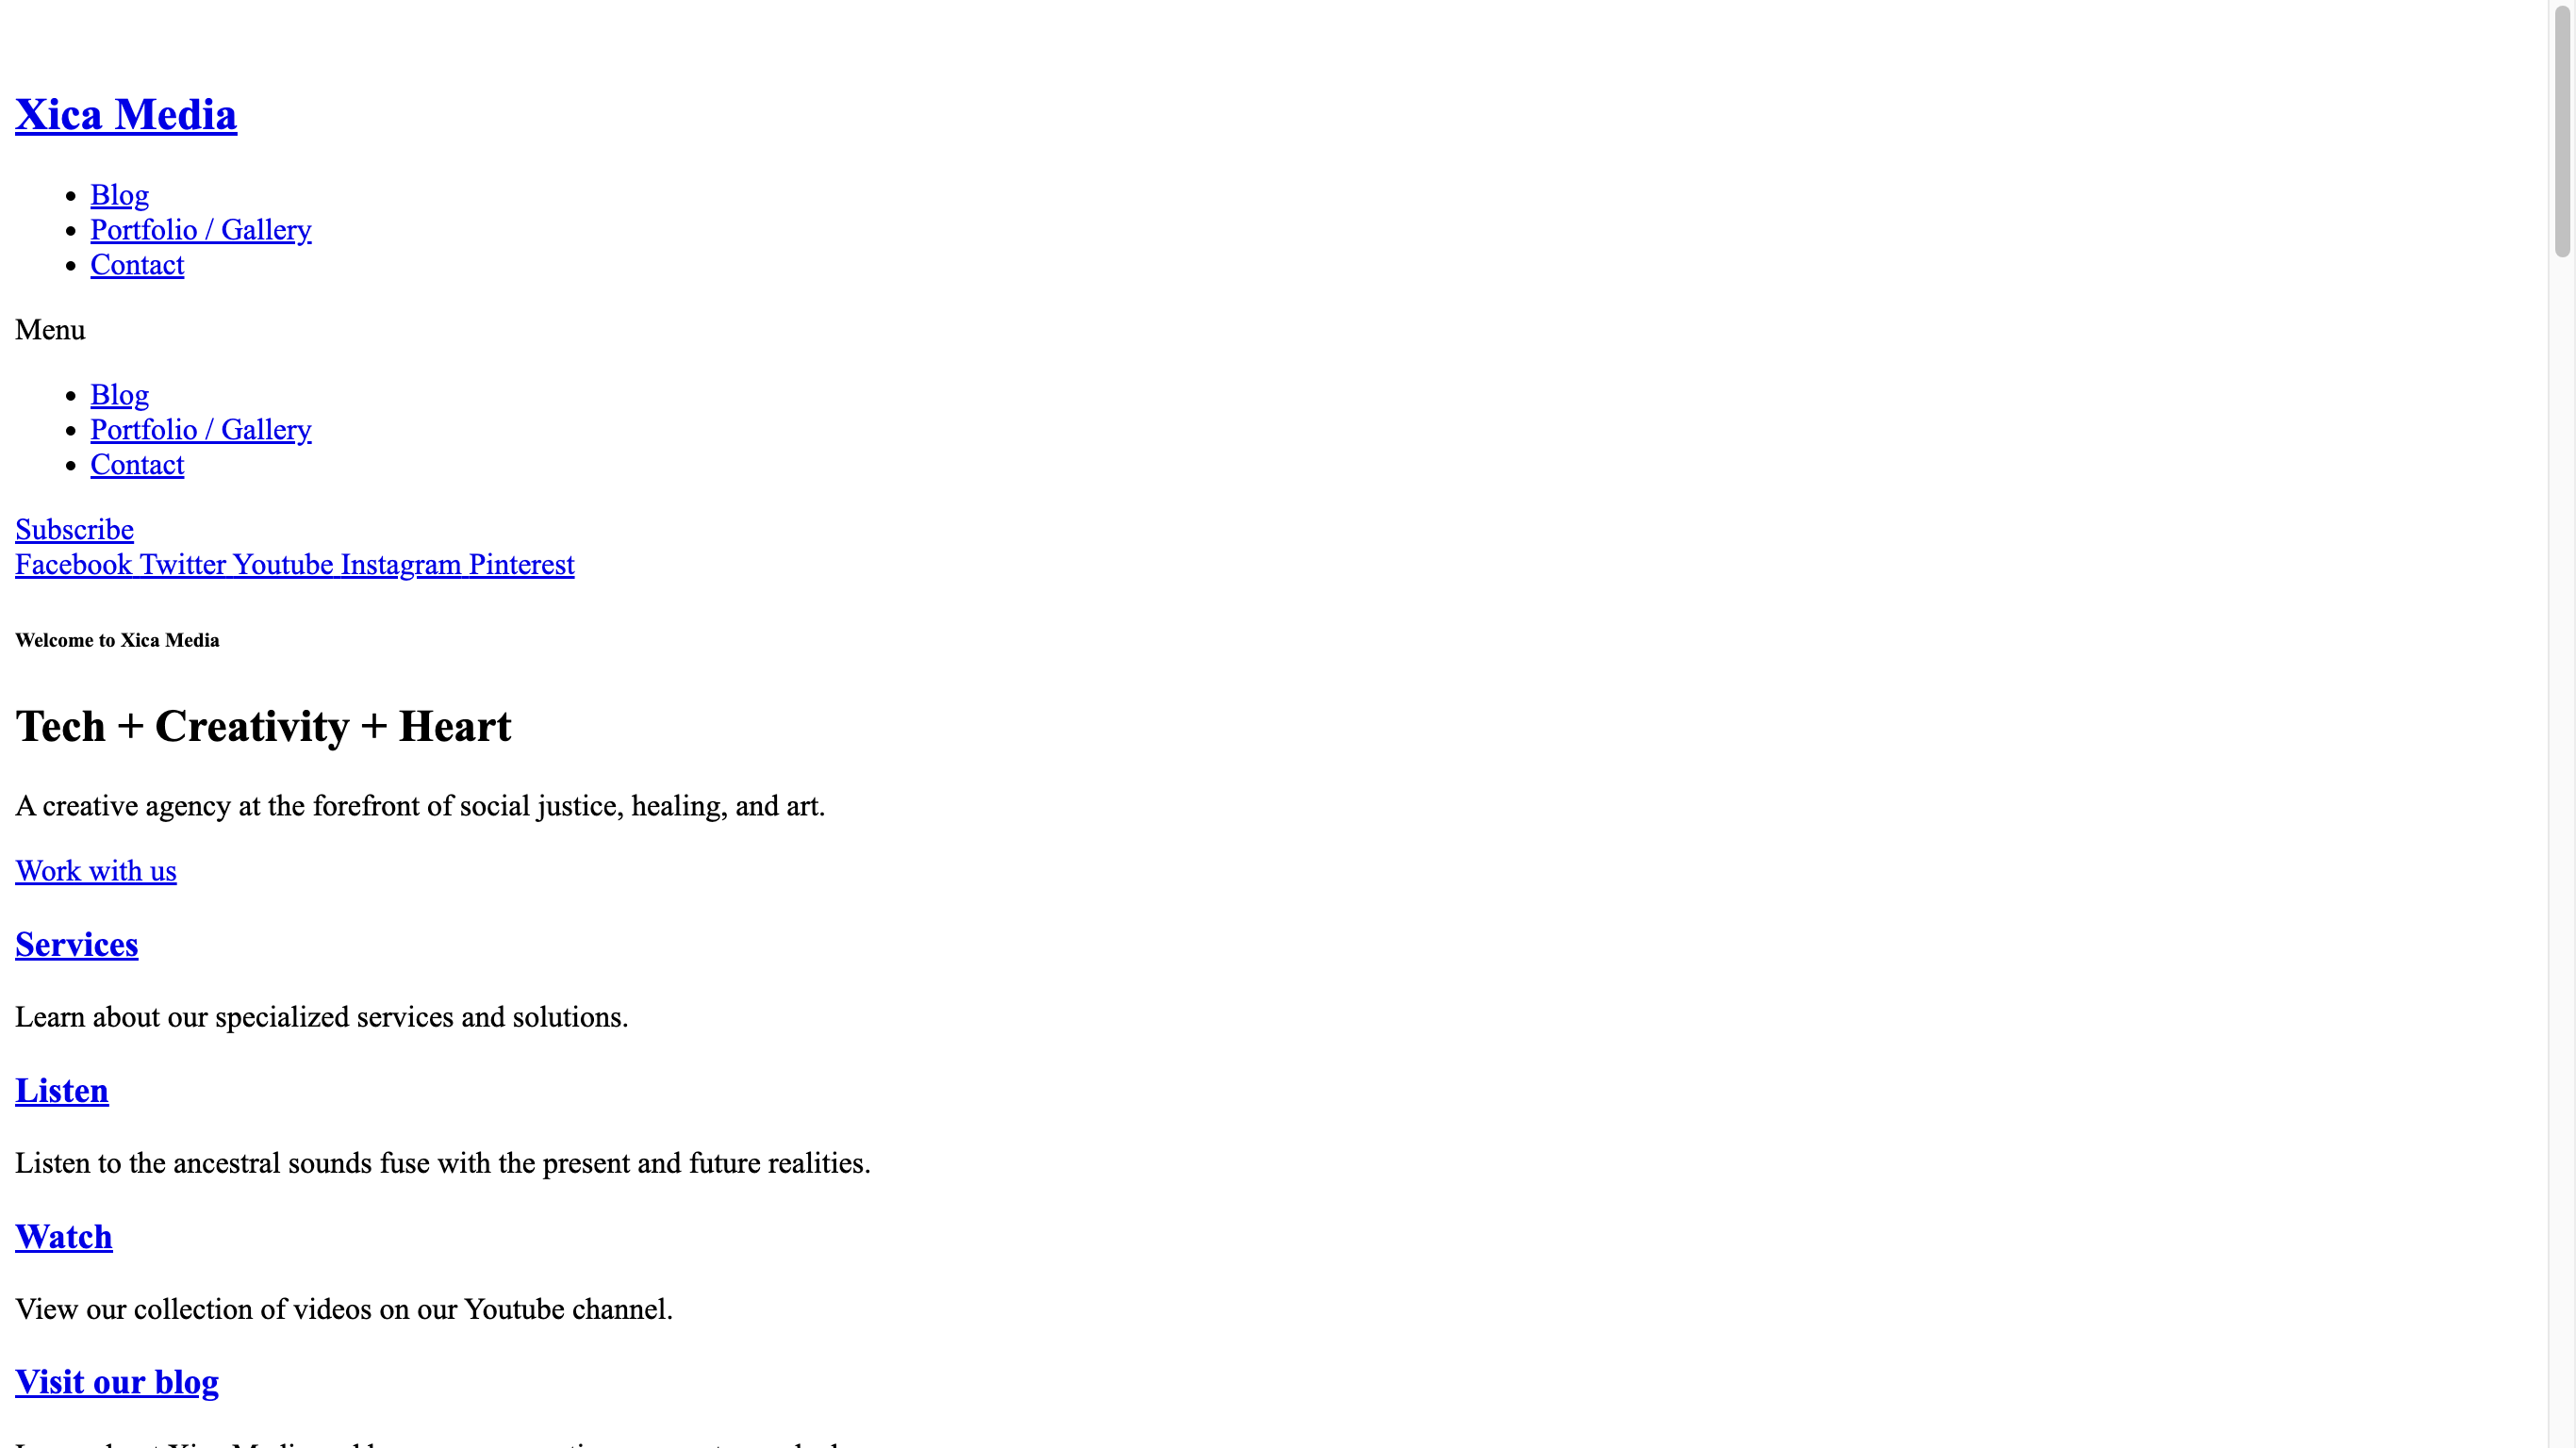 Xica Media
Blog
Portfolio / Gallery
Contact
Menu
Blog
Portfolio / Gallery
Contact
Subscribe
Facebook Twitter Youtube Instagram Pinterest
Welcome to Xica Media
Tech + Creativity + Heart
A creative agency at the forefront of social justice, healing, and art.
Work with us
Services
Learn about our specialized services and solutions.
Listen
Listen to the ancestral sounds fuse with the present and future realities.
Watch
View our collection of videos on our Youtube channel.
Visit our blog